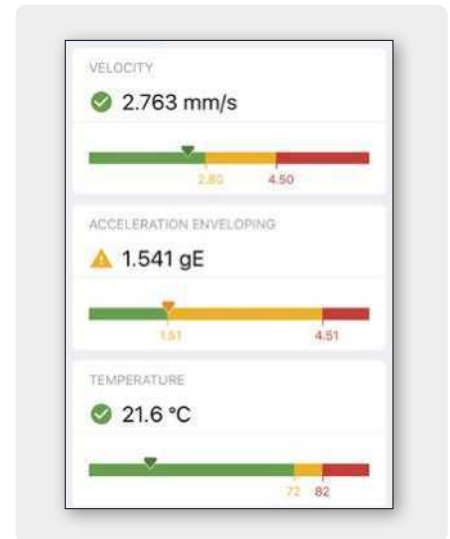 VELOCITY
2.763 mm/s
2.80 4.50
ACCELERATION ENVELOPING
1.541 gE
1.51 4.51
TEMPERATURE
21.6 °C
72 82